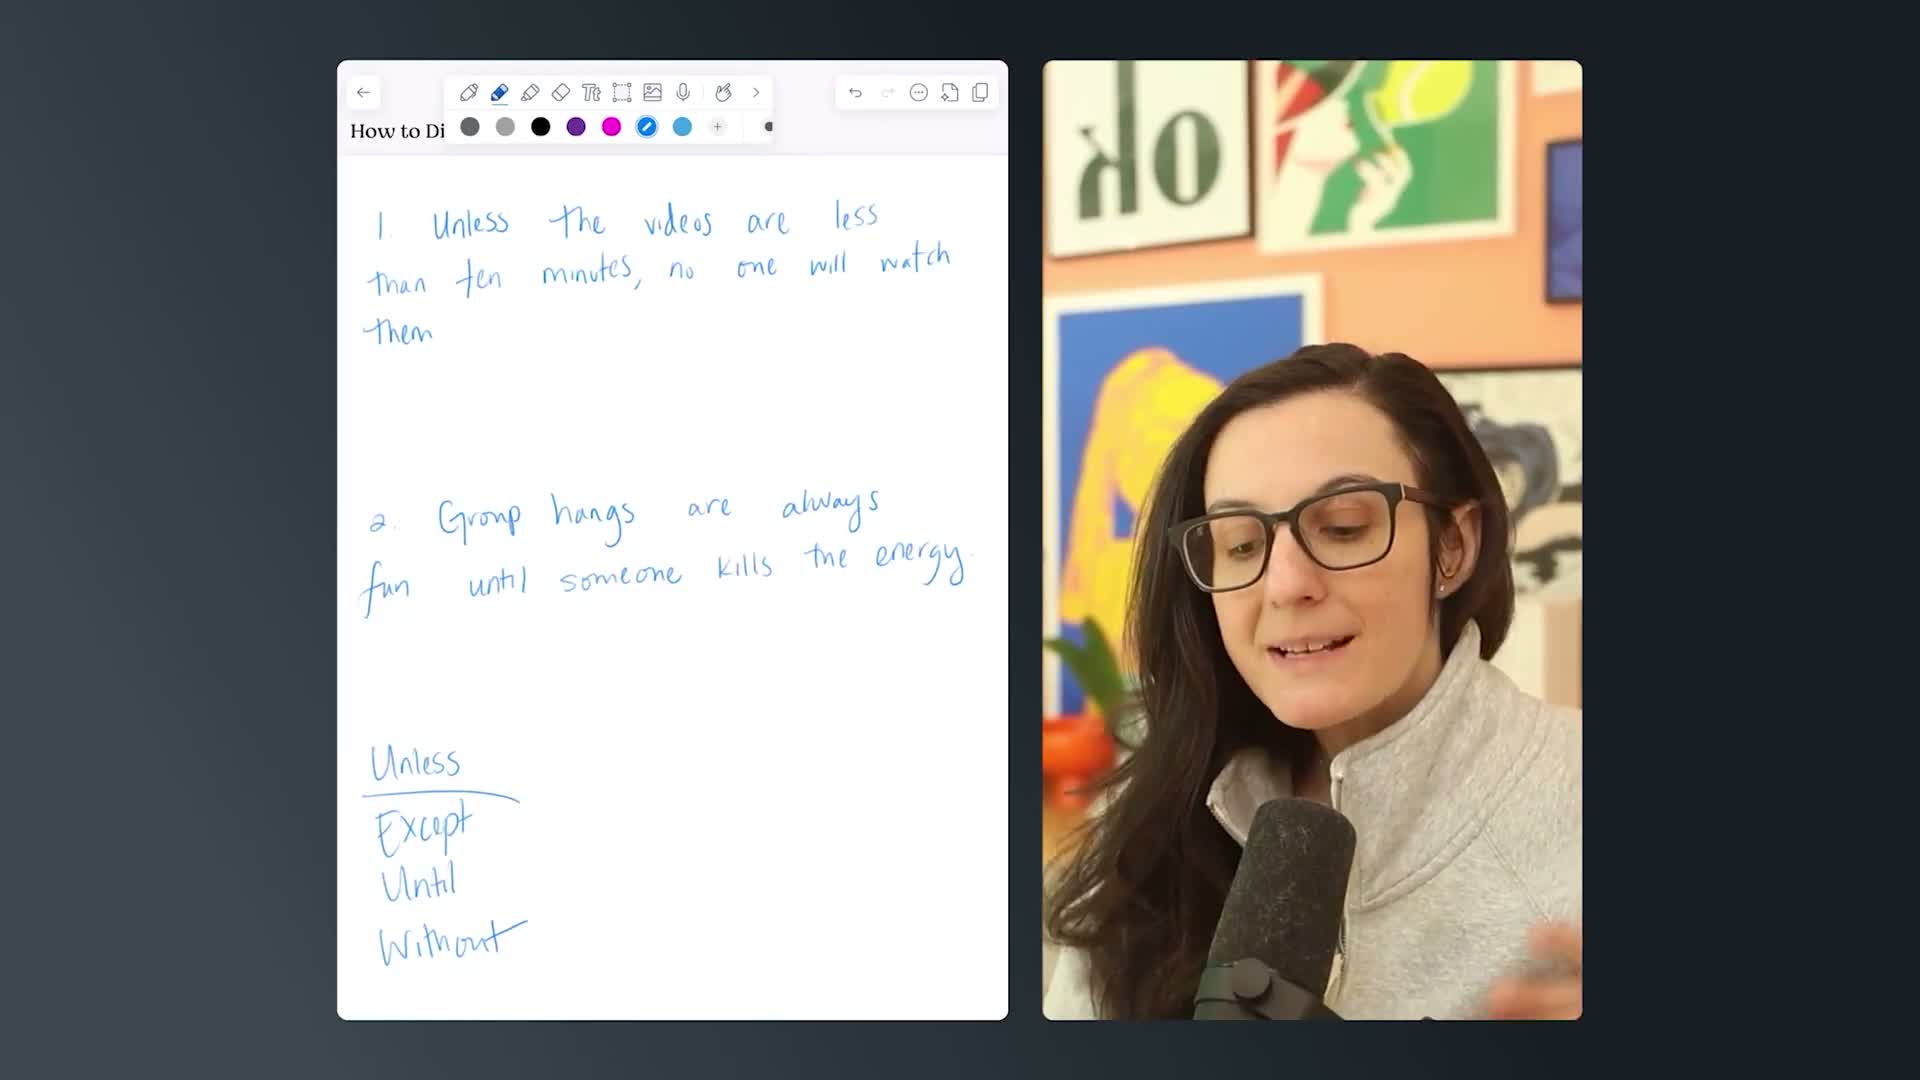 How to Di
1. Unless the videos are less
than ten minutes, no one will watch
them
2. Group hangs are always
fun until someone kills the energy.
Unless
Except
Until
Without
ok